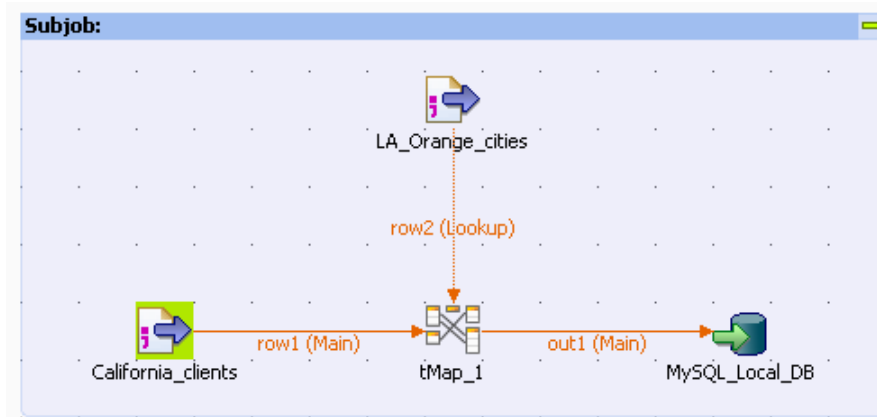 Subjob:
LA_Orange_cities
row2 (Lookup)
row1 (Main)
out1 (Main)
California_clients
tMap_1
MySQL_Local_DB